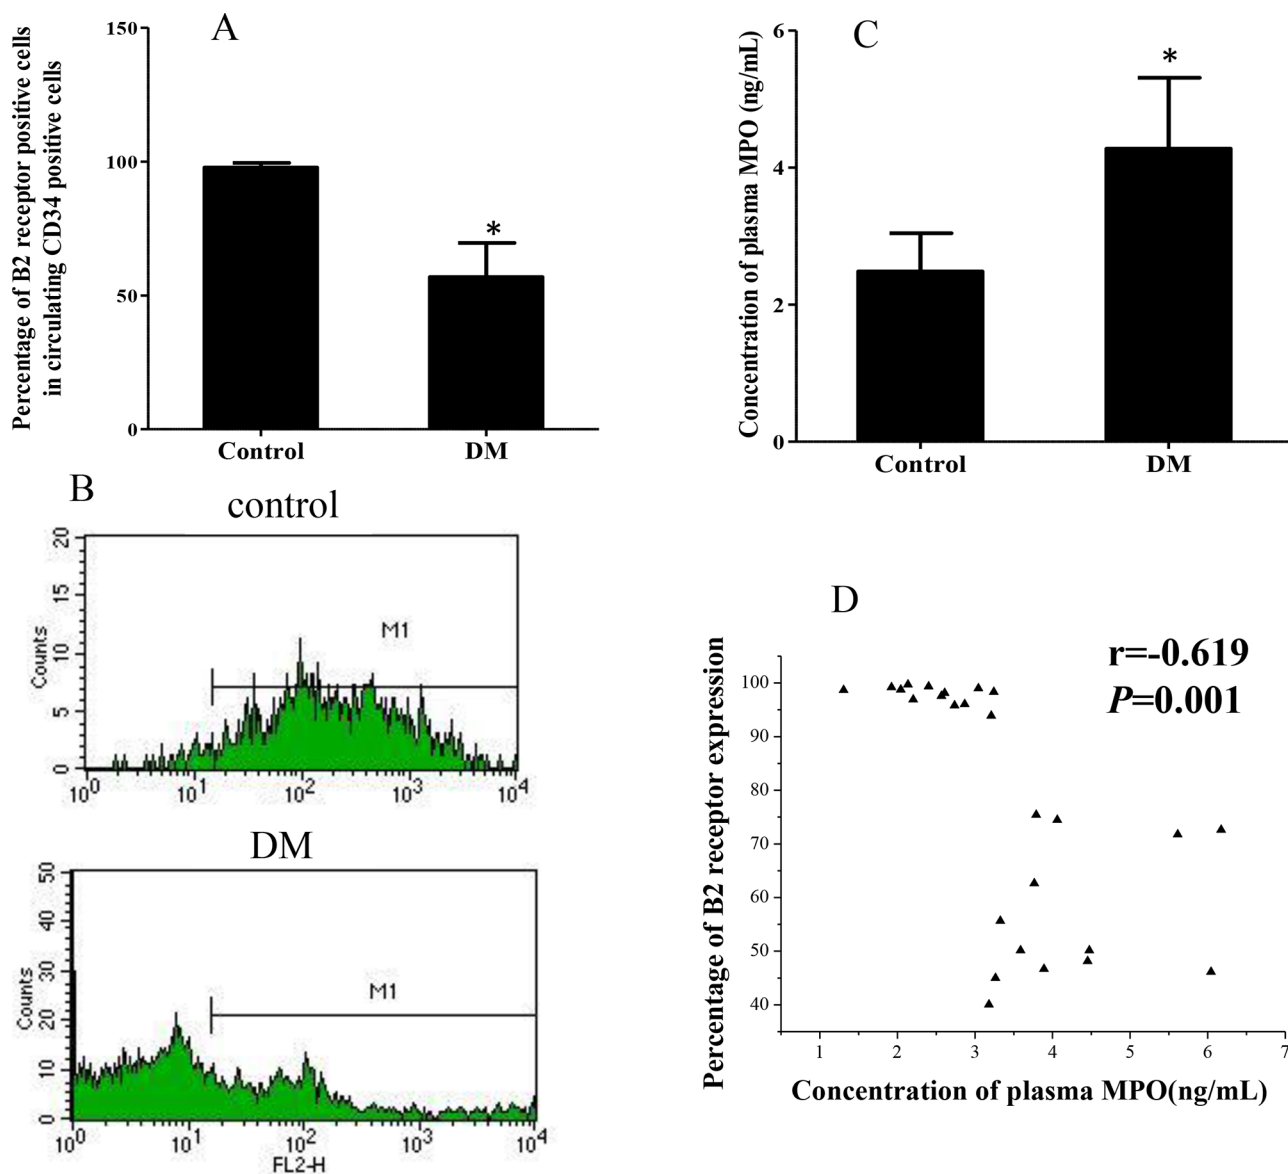 A
Percentage of B2 receptor positive cells
in circulating CD34 positive cells
150
100
50
0
*
Control
DM
C
Concentration of plasma MPO (ng/mL)
6
4
2
0
*
Control
DM
B
control
Counts
20
15
10
5
0
M1
10^0
10^1
10^2
10^3
10^4
DM
Counts
50
40
30
20
10
0
M1
10^0
10^1
10^2
10^3
10^4
FL2-H
D
r=-0.619
P=0.001
Percentage of B2 receptor expression
100
90
80
70
60
50
40
1
2
3
4
5
6
7
Concentration of plasma MPO(ng/mL)